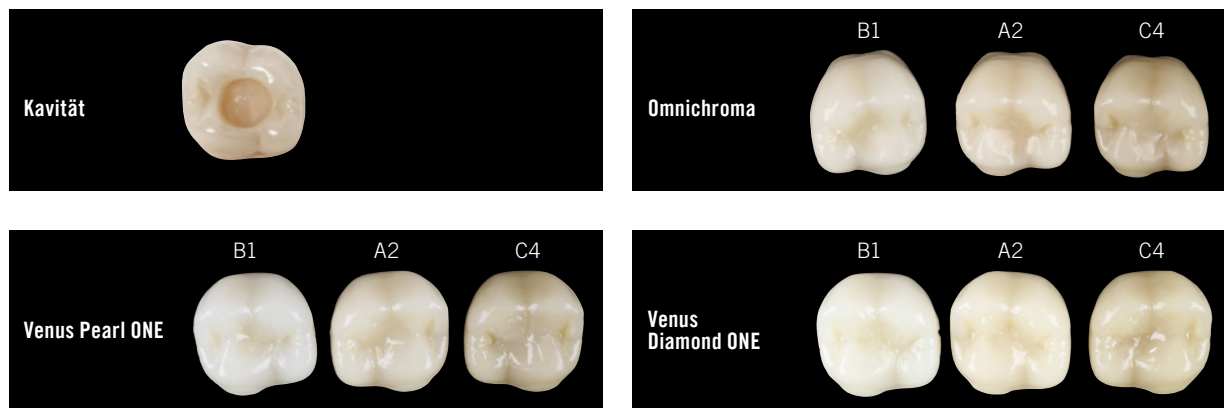 Kavität
B1 A2 C4
Omnichroma
B1 A2 C4
Venus Pearl ONE
B1 A2 C4
Venus
Diamond ONE